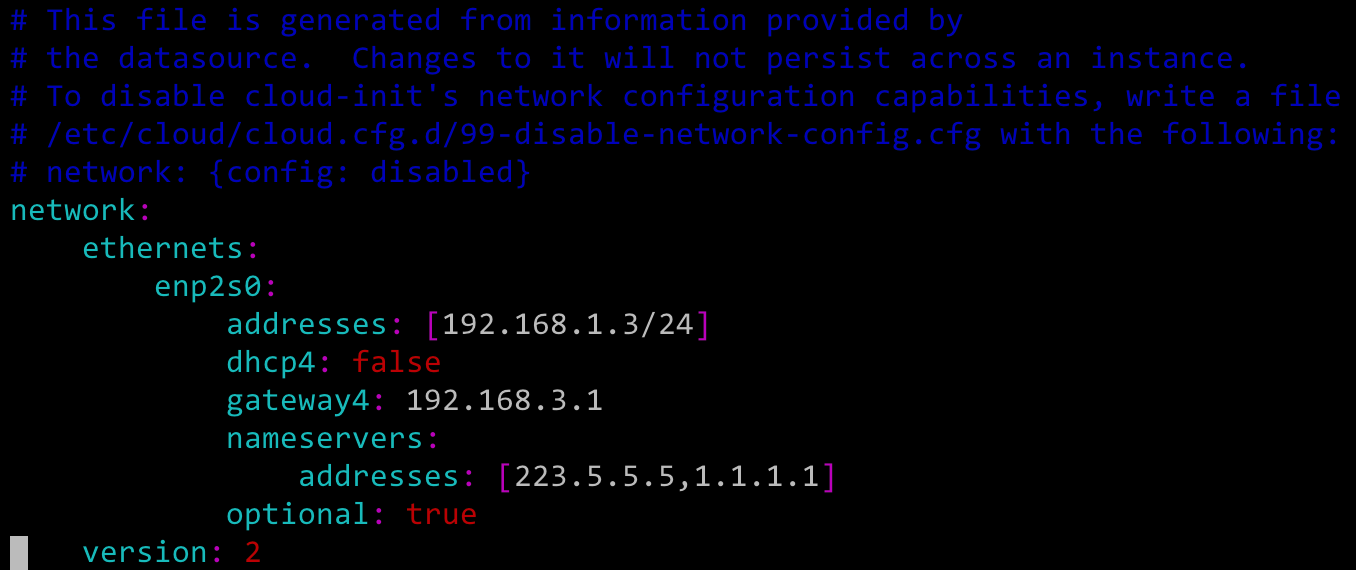 # This file is generated from information provided by
# the datasource.  Changes to it will not persist across an instance.
# To disable cloud-init's network configuration capabilities, write a file
# /etc/cloud/cloud.cfg.d/99-disable-network-config.cfg with the following:
# network: {config: disabled}
network:
    ethernets:
        enp2s0:
            addresses: [192.168.1.3/24]
            dhcp4: false
            gateway4: 192.168.3.1
            nameservers:
                addresses: [223.5.5.5,1.1.1.1]
            optional: true
    version: 2